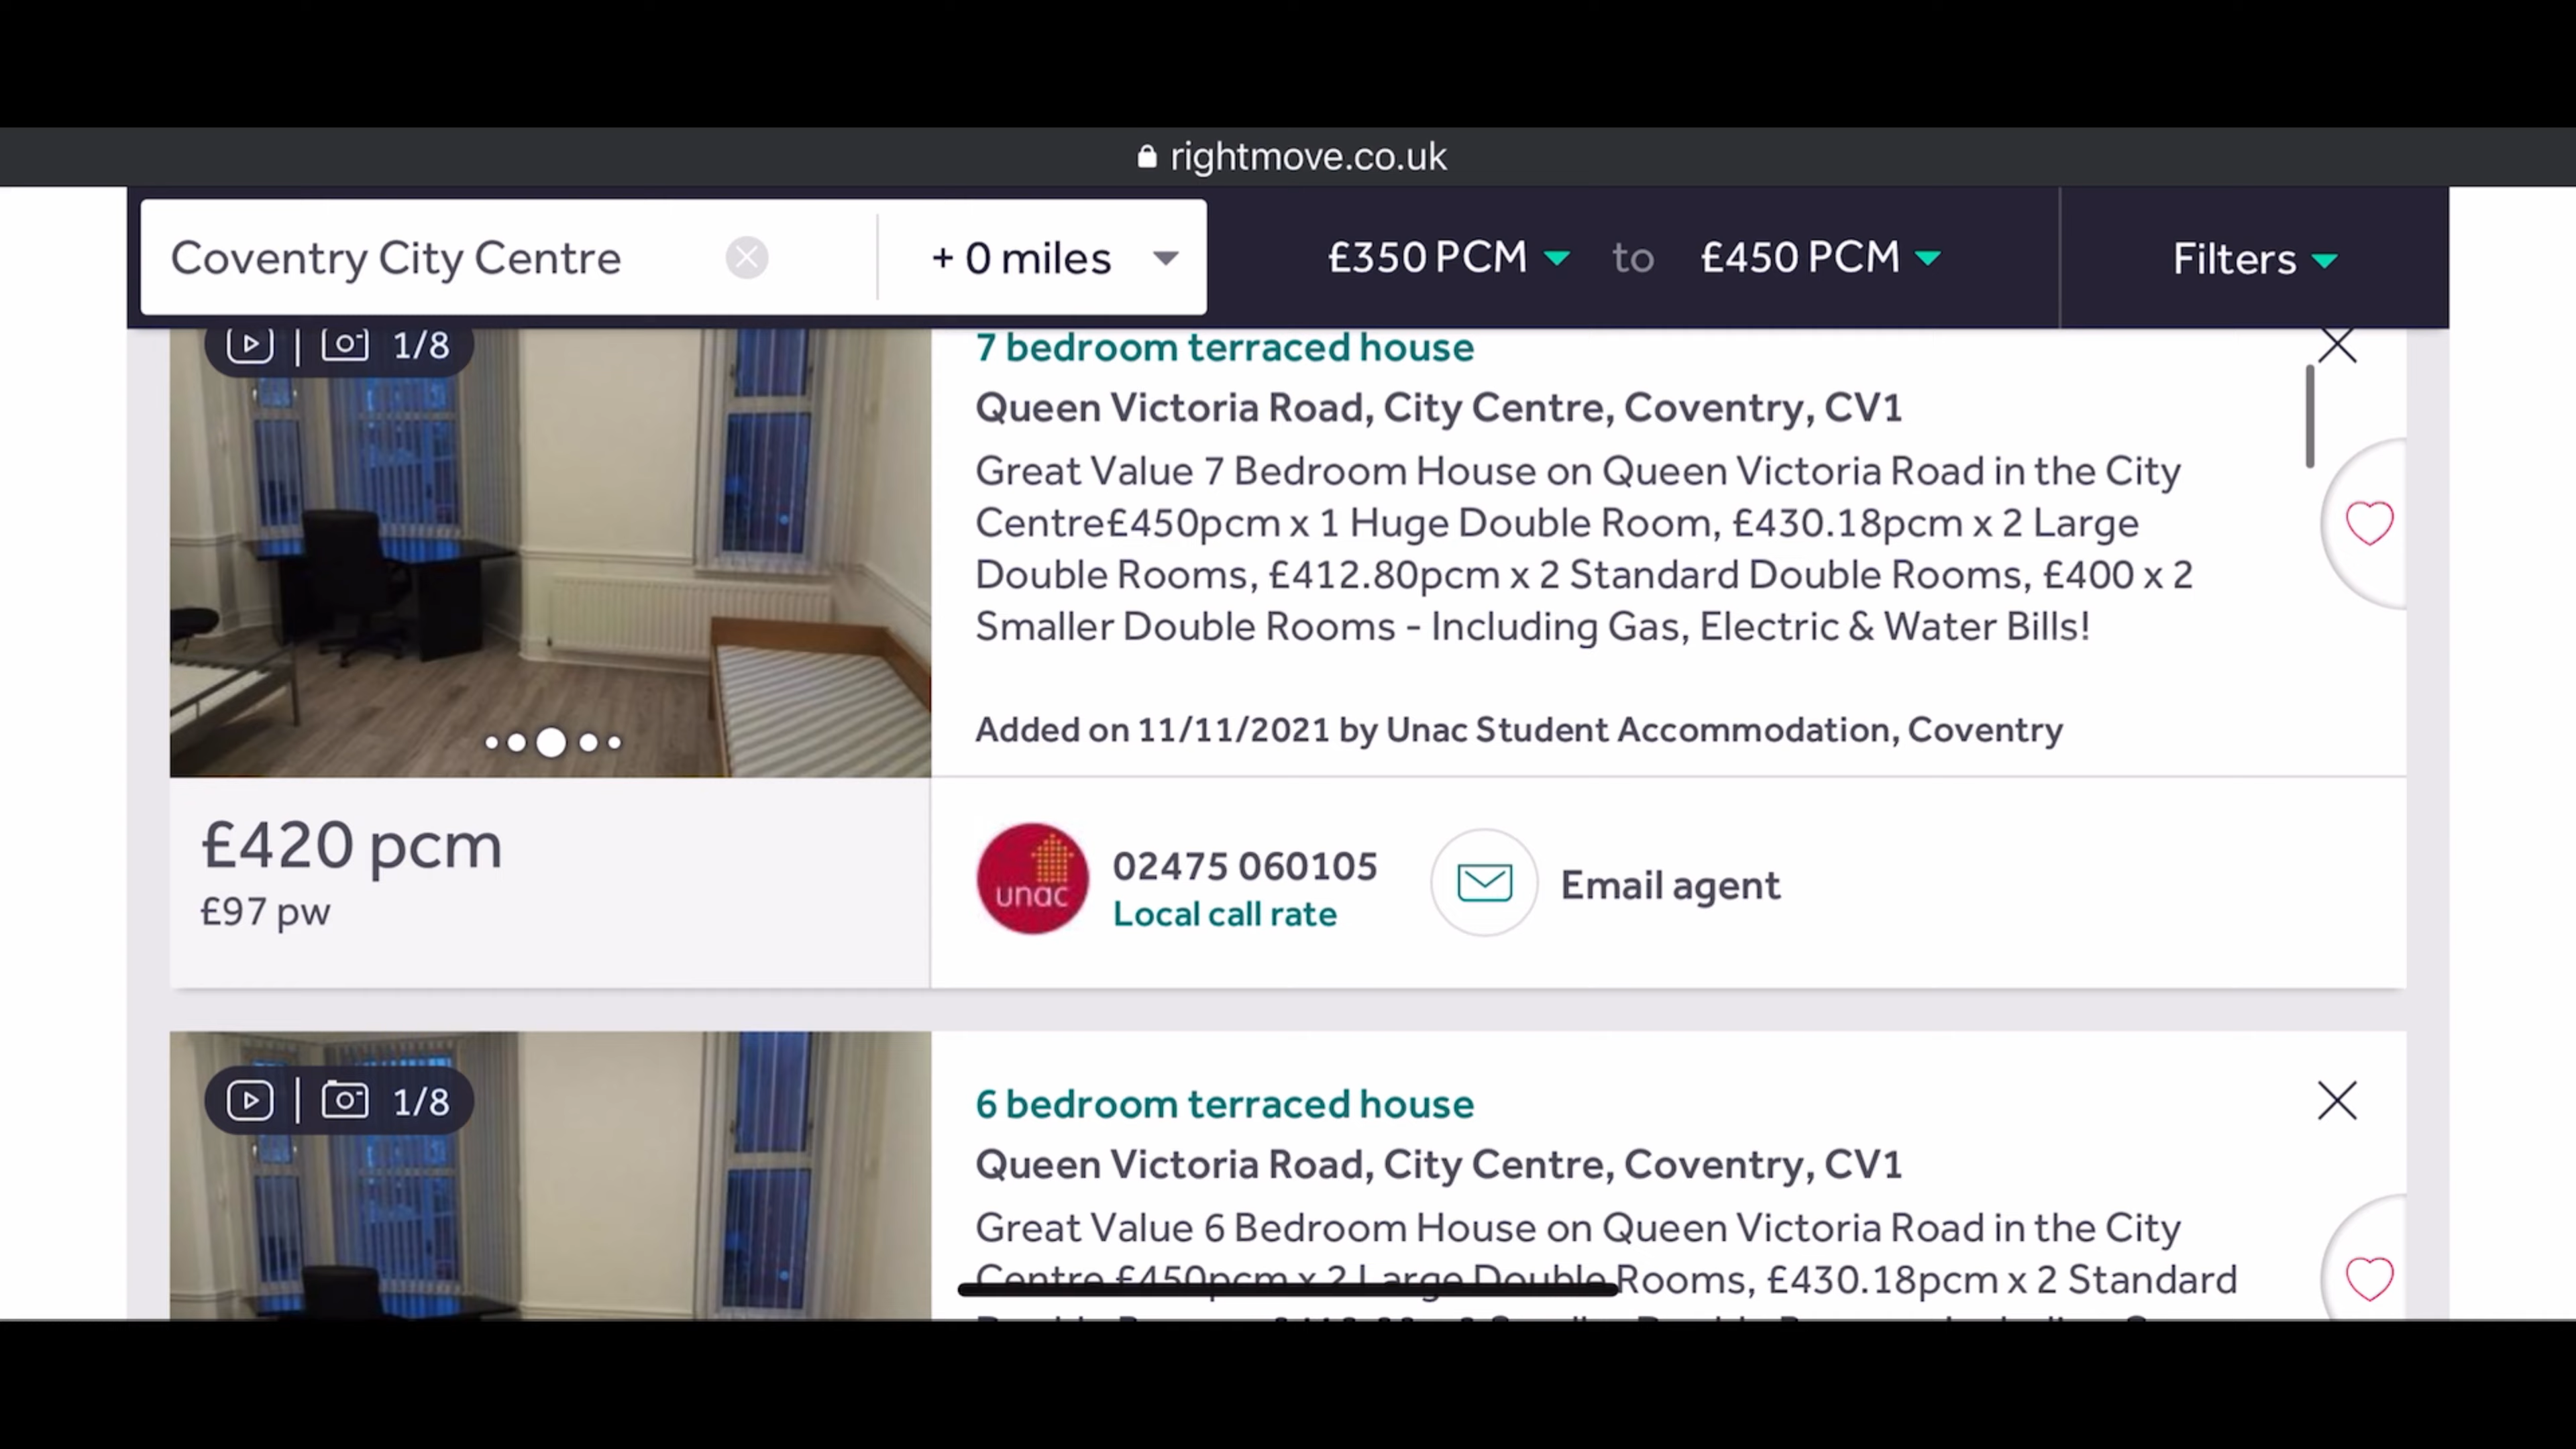 rightmove.co.uk
Coventry City Centre
+ 0 miles
£350 PCM to £450 PCM
Filters
1/8
7 bedroom terraced house
Queen Victoria Road, City Centre, Coventry, CV1
Great Value 7 Bedroom House on Queen Victoria Road in the City
Centre£450pcm x 1 Huge Double Room, £430.18pcm x 2 Large
Double Rooms, £412.80pcm x 2 Standard Double Rooms, £400 x 2
Smaller Double Rooms - Including Gas, Electric & Water Bills!
Added on 11/11/2021 by Unac Student Accommodation, Coventry
£420 pcm
£97 pw
unac
02475 060105
Local call rate
Email agent
1/8
6 bedroom terraced house
Queen Victoria Road, City Centre, Coventry, CV1
Great Value 6 Bedroom House on Queen Victoria Road in the City
Centre £450pcm x 2 Large Double Rooms, £430.18pcm x 2 Standard